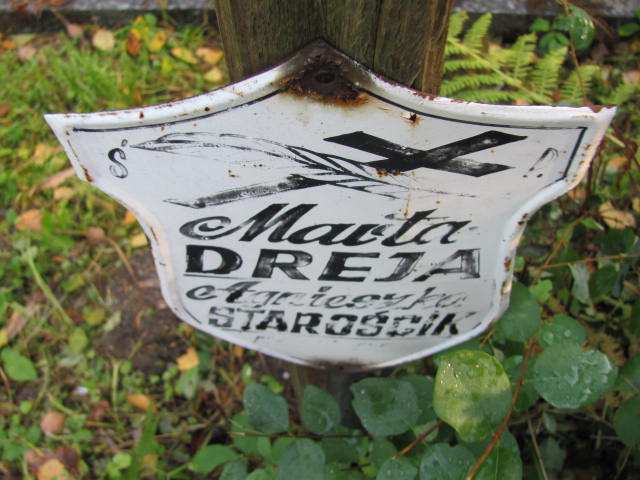 Ś P
Marta
DREJA
Agnieszka
STAROŚCIK